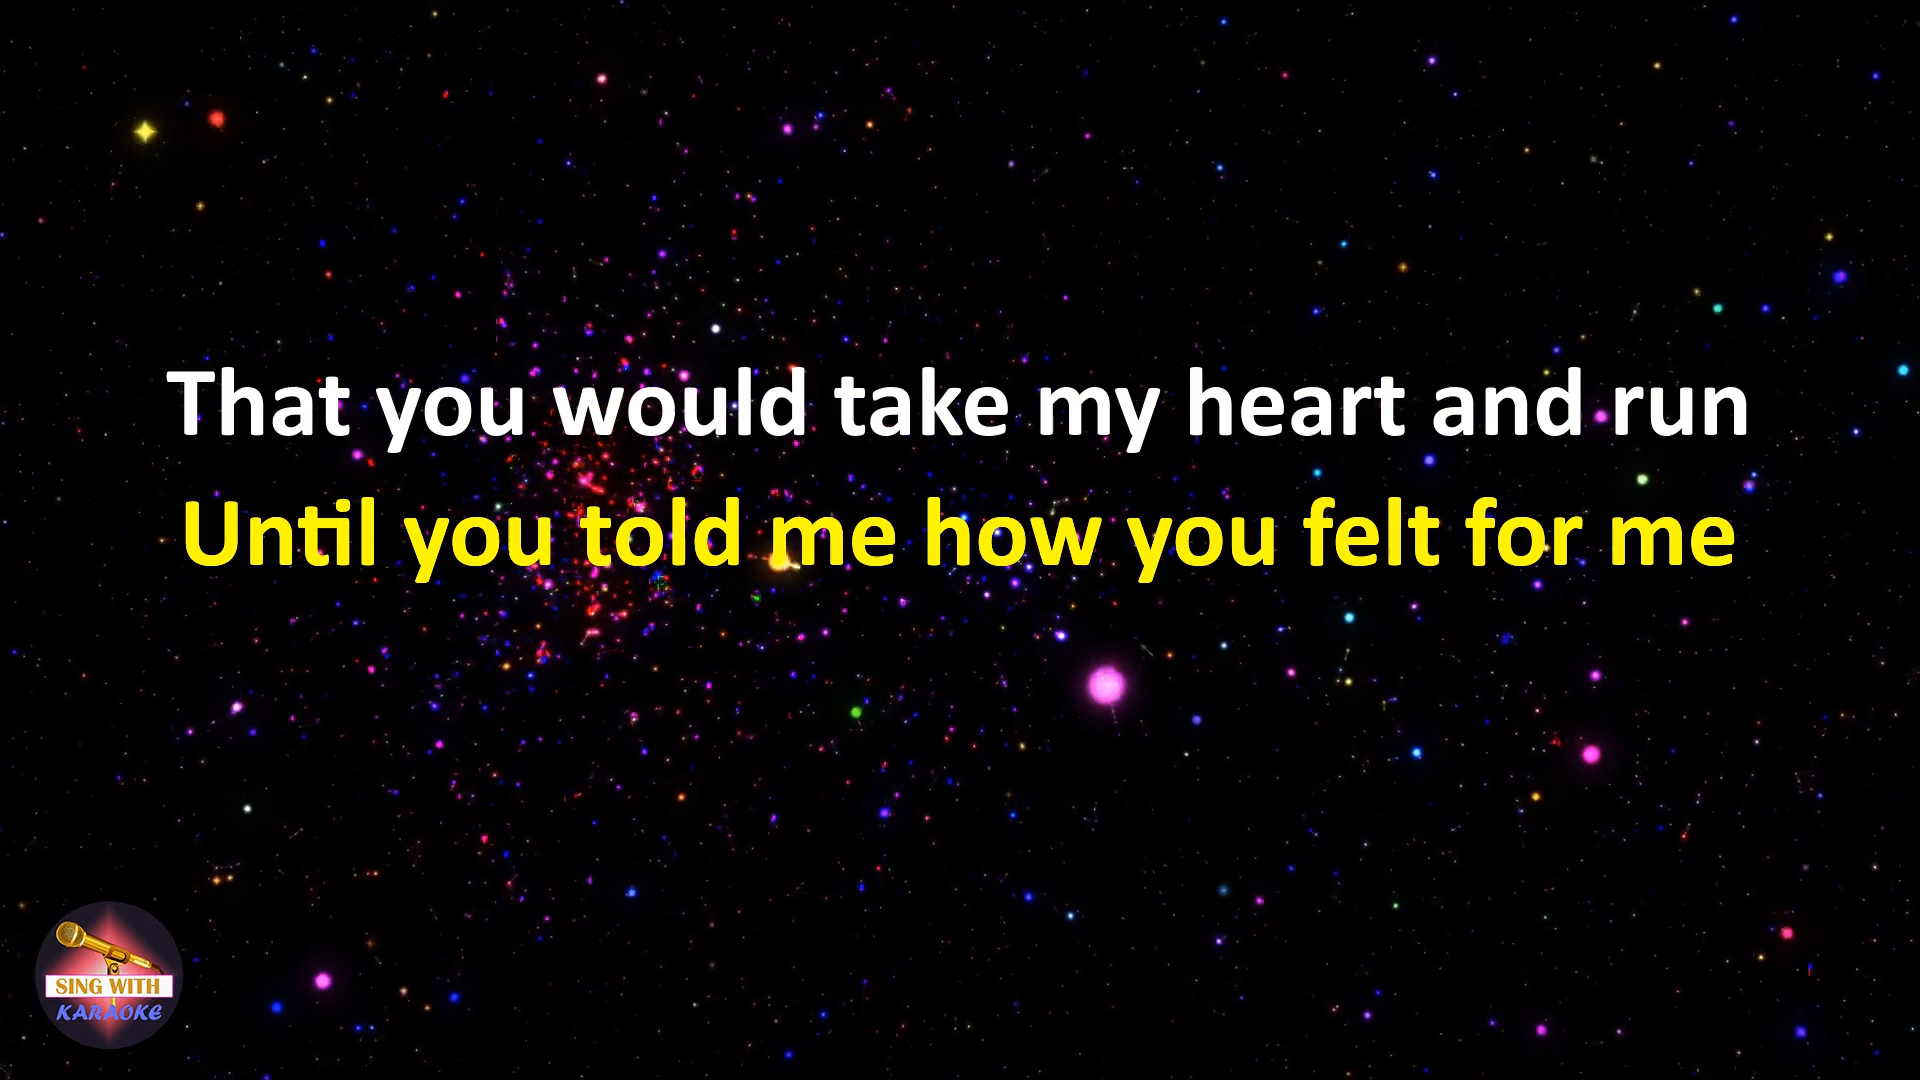 That you would take my heart and run
Until you told me how you felt for me
SING WITH
KARAOKE